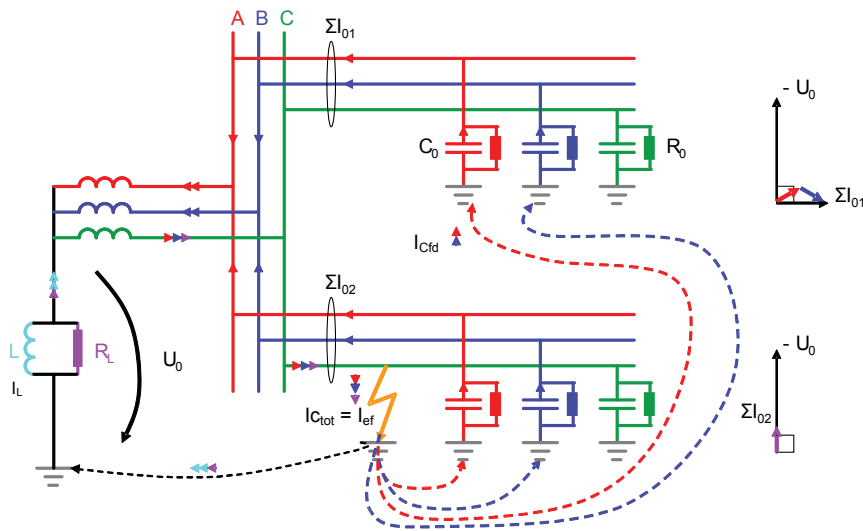 A B C
ΣI01
- U0
C0
R0
ΣI01
ICfd
ΣI02
L
RL
IL
U0
- U0
Ictot = Ief
ΣI02